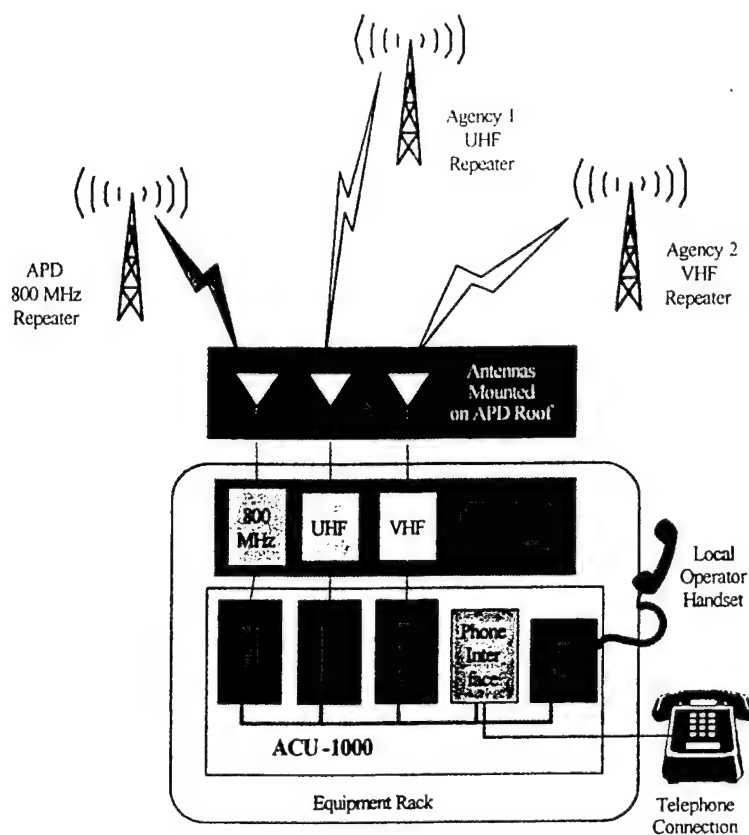 Agency 1
UHF
Repeater
APD
800 MHz
Repeater
Agency 2
VHF
Repeater
Antennas
Mounted
on APD Roof
800
MHz
UHF
VHF
Local
Operator
Handset
Phone
Inter
face
ACU-1000
Equipment Rack
Telephone
Connection